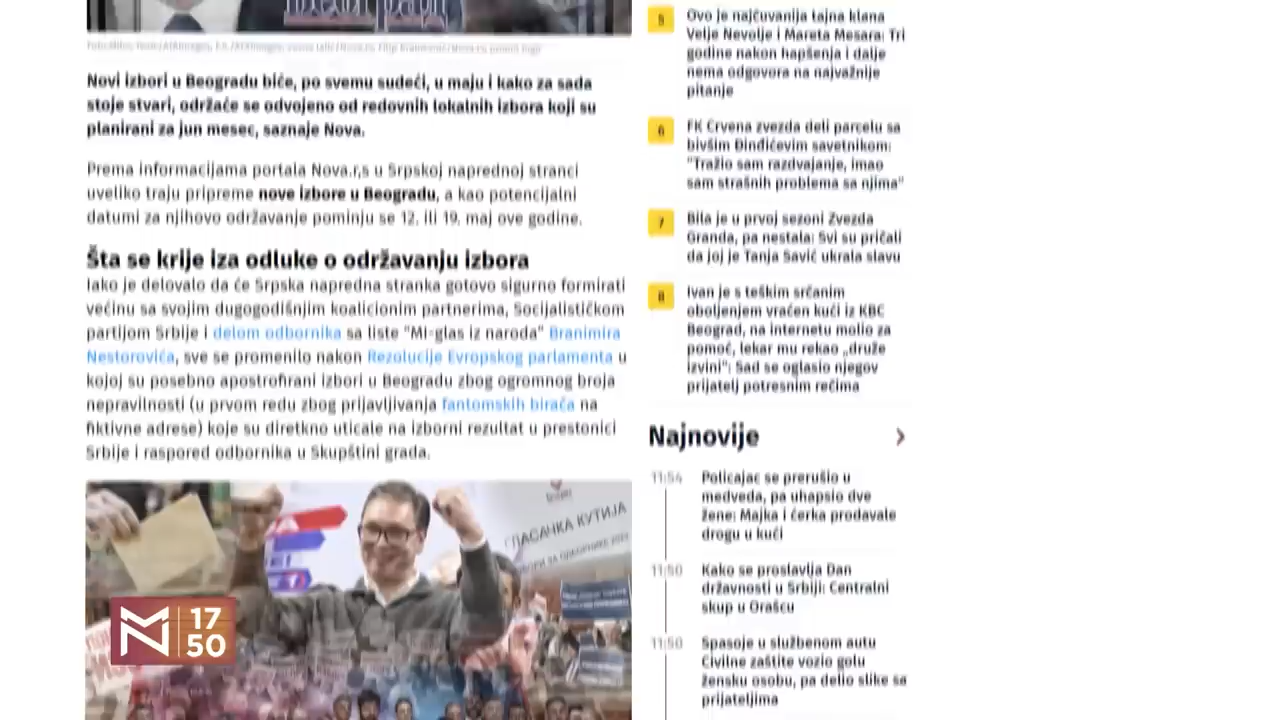 Novi izbori u Beogradu biće, po svemu sudeći, u maju i kako za sada
stoje stvari, održaće se odvojeno od redovnih lokalnih izbora koji su
planirani za jun mesec, saznaje Nova.
Prema informacijama portala Nova.r,s u Srpskoj naprednoj stranci
uveliko traju pripreme nove izbore u Beogradu, a kao potencijalni
datumi za njihovo održavanje pominju se 12. ili 19. maj ove godine.
Šta se krije iza odluke o održavanju izbora
Iako je delovalo da će Srpska napredna stranka gotovo sigurno formirati
većinu sa svojim dugogodišnjim koalicionim partnerima, Socijalističkom
partijom Srbije i delom odbornika sa liste "Mi-glas iz naroda" Branimira
Nestorovića, sve se promenilo nakon Rezolucije Evropskog parlamenta u
kojoj su posebno apostrofirani izbori u Beogradu zbog ogromnog broja
nepravilnosti (u prvom redu zbog prijavljivanja fantomskih birača na
fiktivne adrese) koje su diretkno uticale na izborni rezultat u prestonici
Srbije i raspored odbornika u Skupštini grada.
ГЛАСАЧКА КУТИЈА
17
50
5
Ovo je najčuvanija tajna klana
Velje Nevolje i Mareta Mesara: Tri
godine nakon hapšenja i dalje
nema odgovora na najvažnije
pitanje
6
FK Crvena zvezda deli parcelu sa
bivšim Đinđićevim savetnikom:
"Tražio sam razdvajanje, imao
sam strašnih problema sa njima"
7
Bila je u prvoj sezoni Zvezda
Granda, pa nestala: Svi su pričali
da joj je Tanja Savić ukrala slavu
8
Ivan je s teškim srčanim
oboljenjem vraćen kući iz KBC
Beograd, na internetu molio za
pomoć, lekar mu rekao „druže
izvini": Sad se oglasio njegov
prijatelj potresnim rečima
Najnovije
11:54
Policajac se prerušio u
medveda, pa uhapsio dve
žene: Majka i ćerka prodavale
drogu u kući
11:50
Kako se proslavlja Dan
državnosti u Srbiji: Centralni
skup u Orašcu
11:50
Spasoje u službenom autu
Civilne zaštite vozio golu
žensku osobu, pa delio slike sa
prijateljima